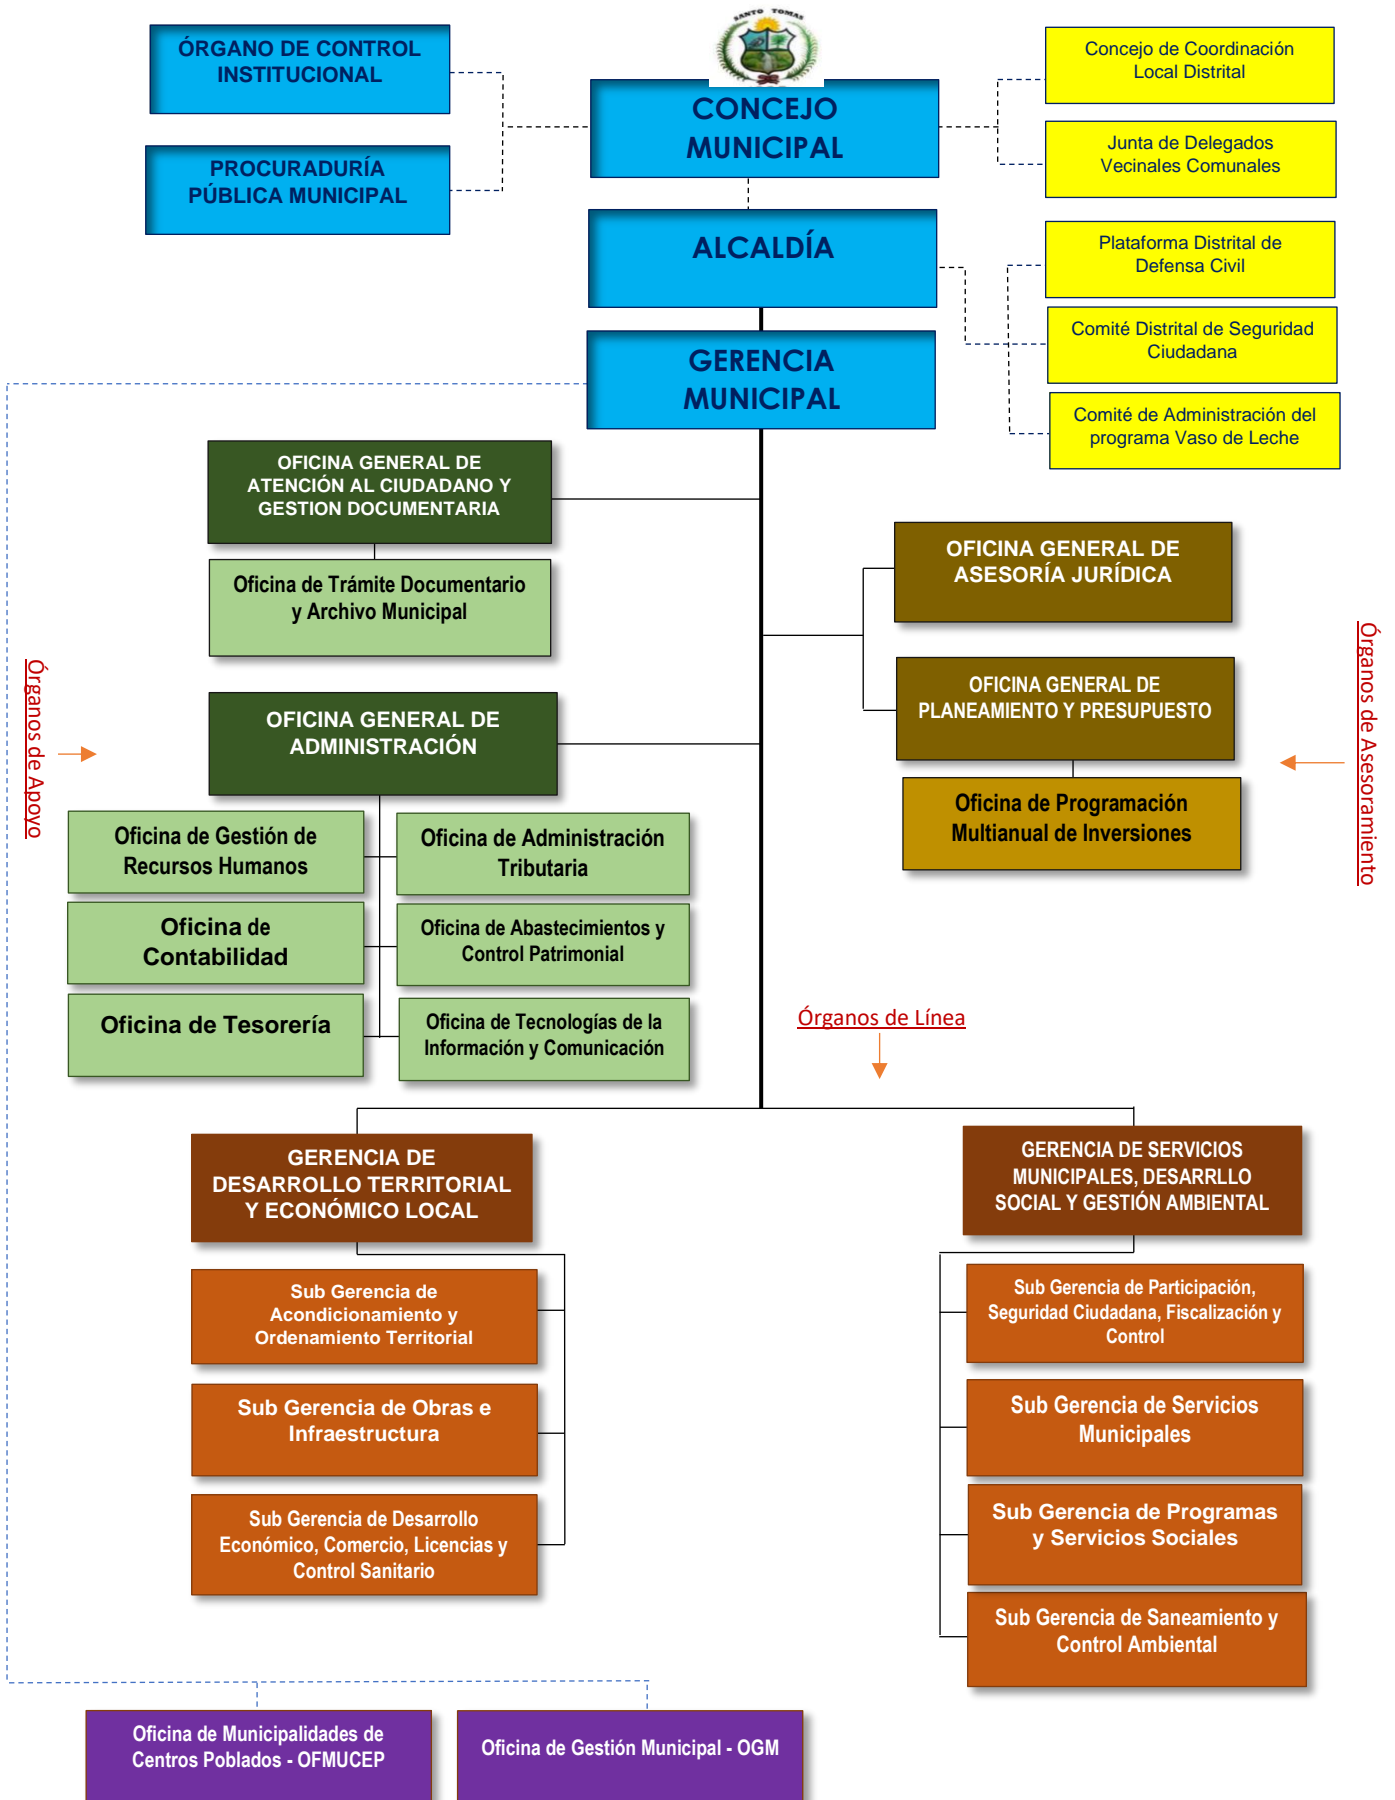 SANTO TOMAS
ÓRGANO DE CONTROL
INSTITUCIONAL
CONCEJO
MUNICIPAL
Concejo de Coordinación
Local Distrital
PROCURADURÍA
PÚBLICA MUNICIPAL
Junta de Delegados
Vecinales Comunales
ALCALDÍA
Plataforma Distrital de
Defensa Civil
GERENCIA
MUNICIPAL
Comité Distrital de Seguridad
Ciudadana
Comité de Administración del
programa Vaso de Leche
OFICINA GENERAL DE
ATENCIÓN AL CIUDADANO Y
GESTION DOCUMENTARIA
Oficina de Trámite Documentario
y Archivo Municipal
OFICINA GENERAL DE
ASESORÍA JURÍDICA
OFICINA GENERAL DE
PLANEAMIENTO Y PRESUPUESTO
Oficina de Programación
Multianual de Inversiones
Órganos de Asesoramiento
Órganos de Apoyo
OFICINA GENERAL DE
ADMINISTRACIÓN
Oficina de Gestión de
Recursos Humanos
Oficina de Administración
Tributaria
Oficina de
Contabilidad
Oficina de Abastecimientos y
Control Patrimonial
Oficina de Tesorería
Oficina de Tecnologías de la
Información y Comunicación
Órganos de Línea
GERENCIA DE
DESARROLLO TERRITORIAL
Y ECONÓMICO LOCAL
Sub Gerencia de
Acondicionamiento y
Ordenamiento Territorial
Sub Gerencia de Obras e
Infraestructura
Sub Gerencia de Desarrollo
Económico, Comercio, Licencias y
Control Sanitario
GERENCIA DE SERVICIOS
MUNICIPALES, DESARRLLO
SOCIAL Y GESTIÓN AMBIENTAL
Sub Gerencia de Participación,
Seguridad Ciudadana, Fiscalización y
Control
Sub Gerencia de Servicios
Municipales
Sub Gerencia de Programas
y Servicios Sociales
Sub Gerencia de Saneamiento y
Control Ambiental
Oficina de Municipalidades de
Centros Poblados - OFMUCEP
Oficina de Gestión Municipal - OGM